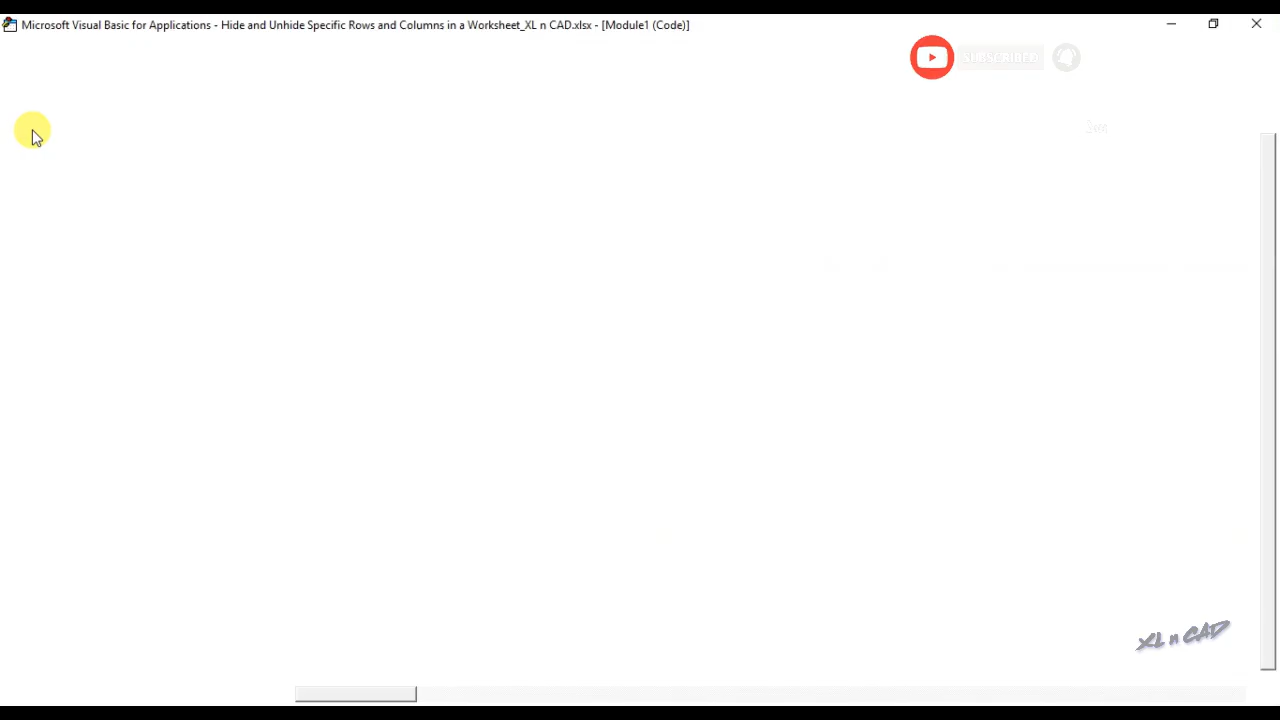 Microsoft Visual Basic for Applications - Hide and Unhide Specific Rows and Columns in a Worksheet_XL n CAD.xlsx - [Module1 (Code)]
SUBSCRIBE
XL n CAD